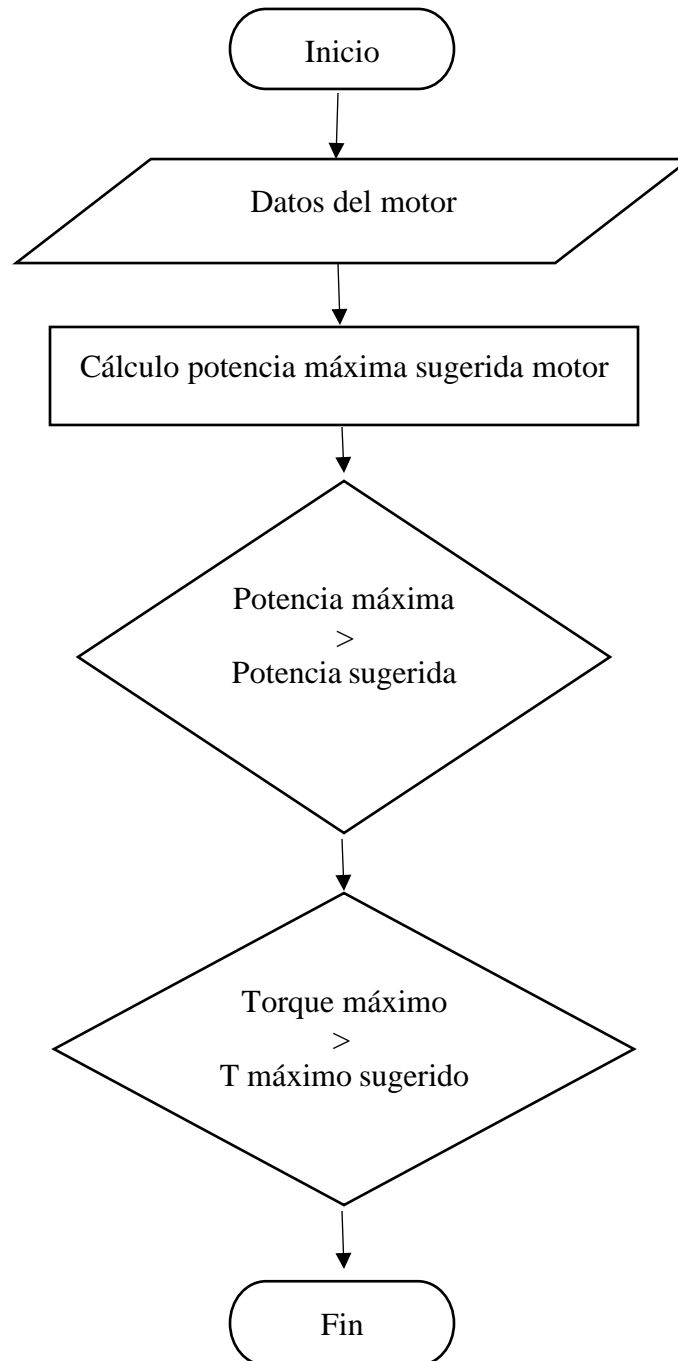 Inicio
Datos del motor
Cálculo potencia máxima sugerida motor
Potencia máxima
>
Potencia sugerida
Torque máximo
>
T máximo sugerido
Fin